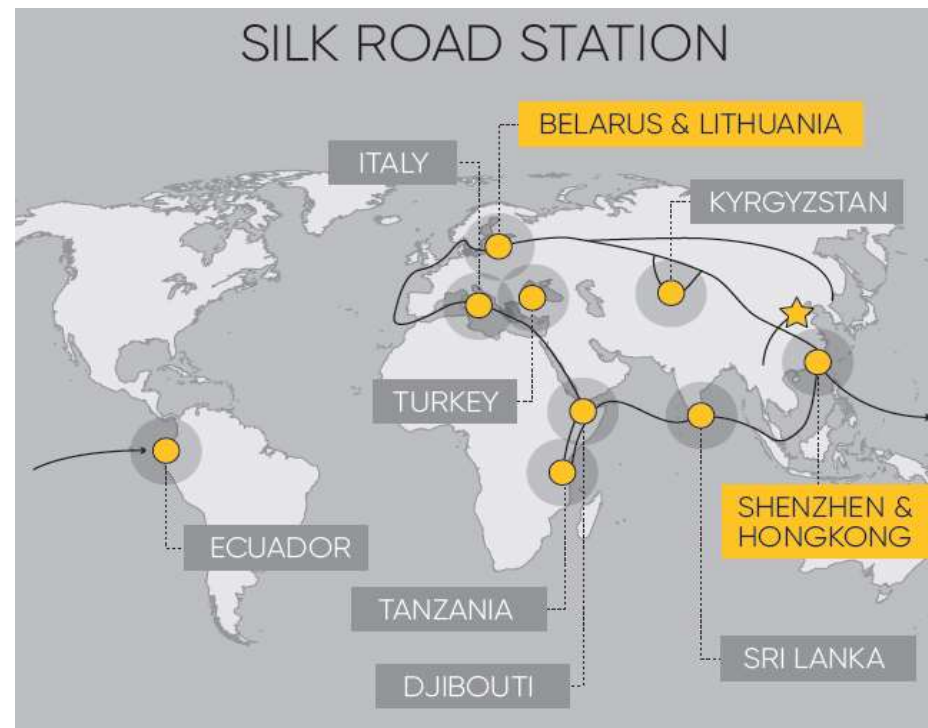 SILK ROAD STATION
BELARUS & LITHUANIA
ITALY
KYRGYZSTAN
TURKEY
ECUADOR
SHENZHEN &
HONGKONG
TANZANIA
SRI LANKA
DJIBOUTI